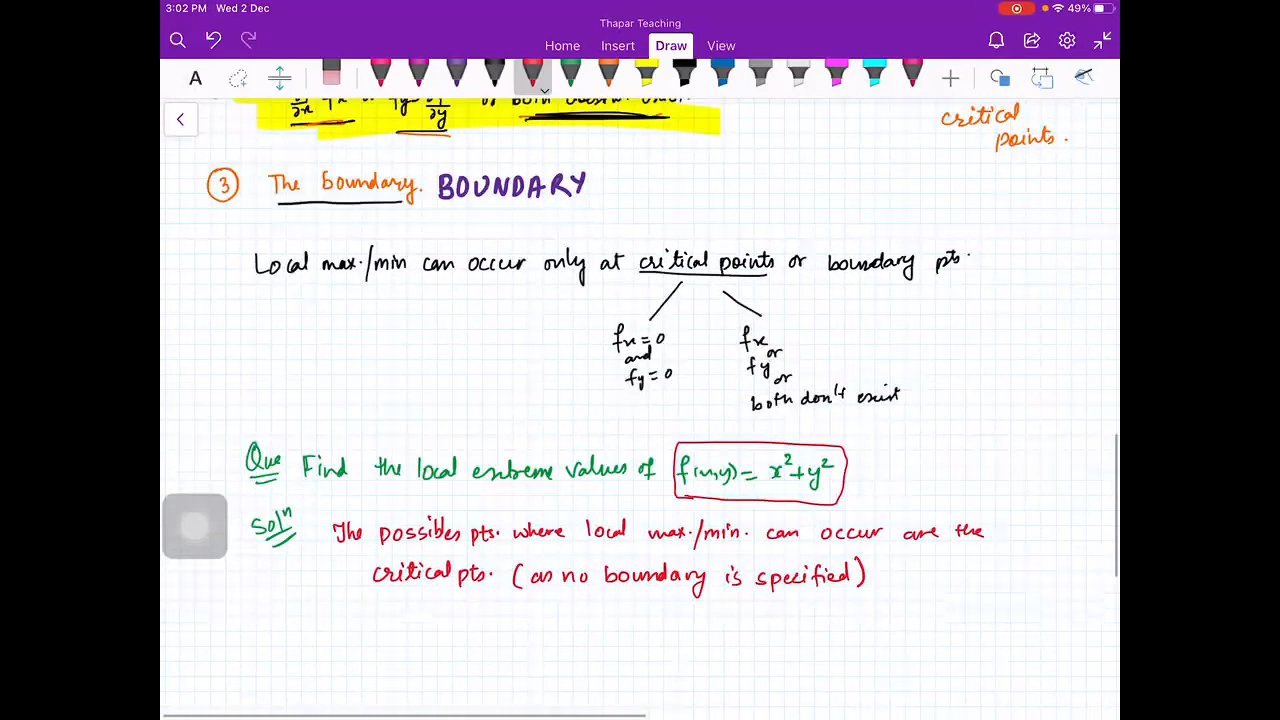 3:02 PM Wed 2 Dec
49%
Thapar Teaching
Home Insert Draw View
A
∂x fx fy ∂y
critical
points.
③ The boundary. BOUNDARY
Local max./min can occur only at critical points or boundary pts.
fx=0
and
fy=0
fx
or
fy
or
both don't exist
Que Find the local extreme values of f(x,y)= x²+y²
Solⁿ The possibles pts. where local max./min. can occur are the
critical pts. (as no boundary is specified)